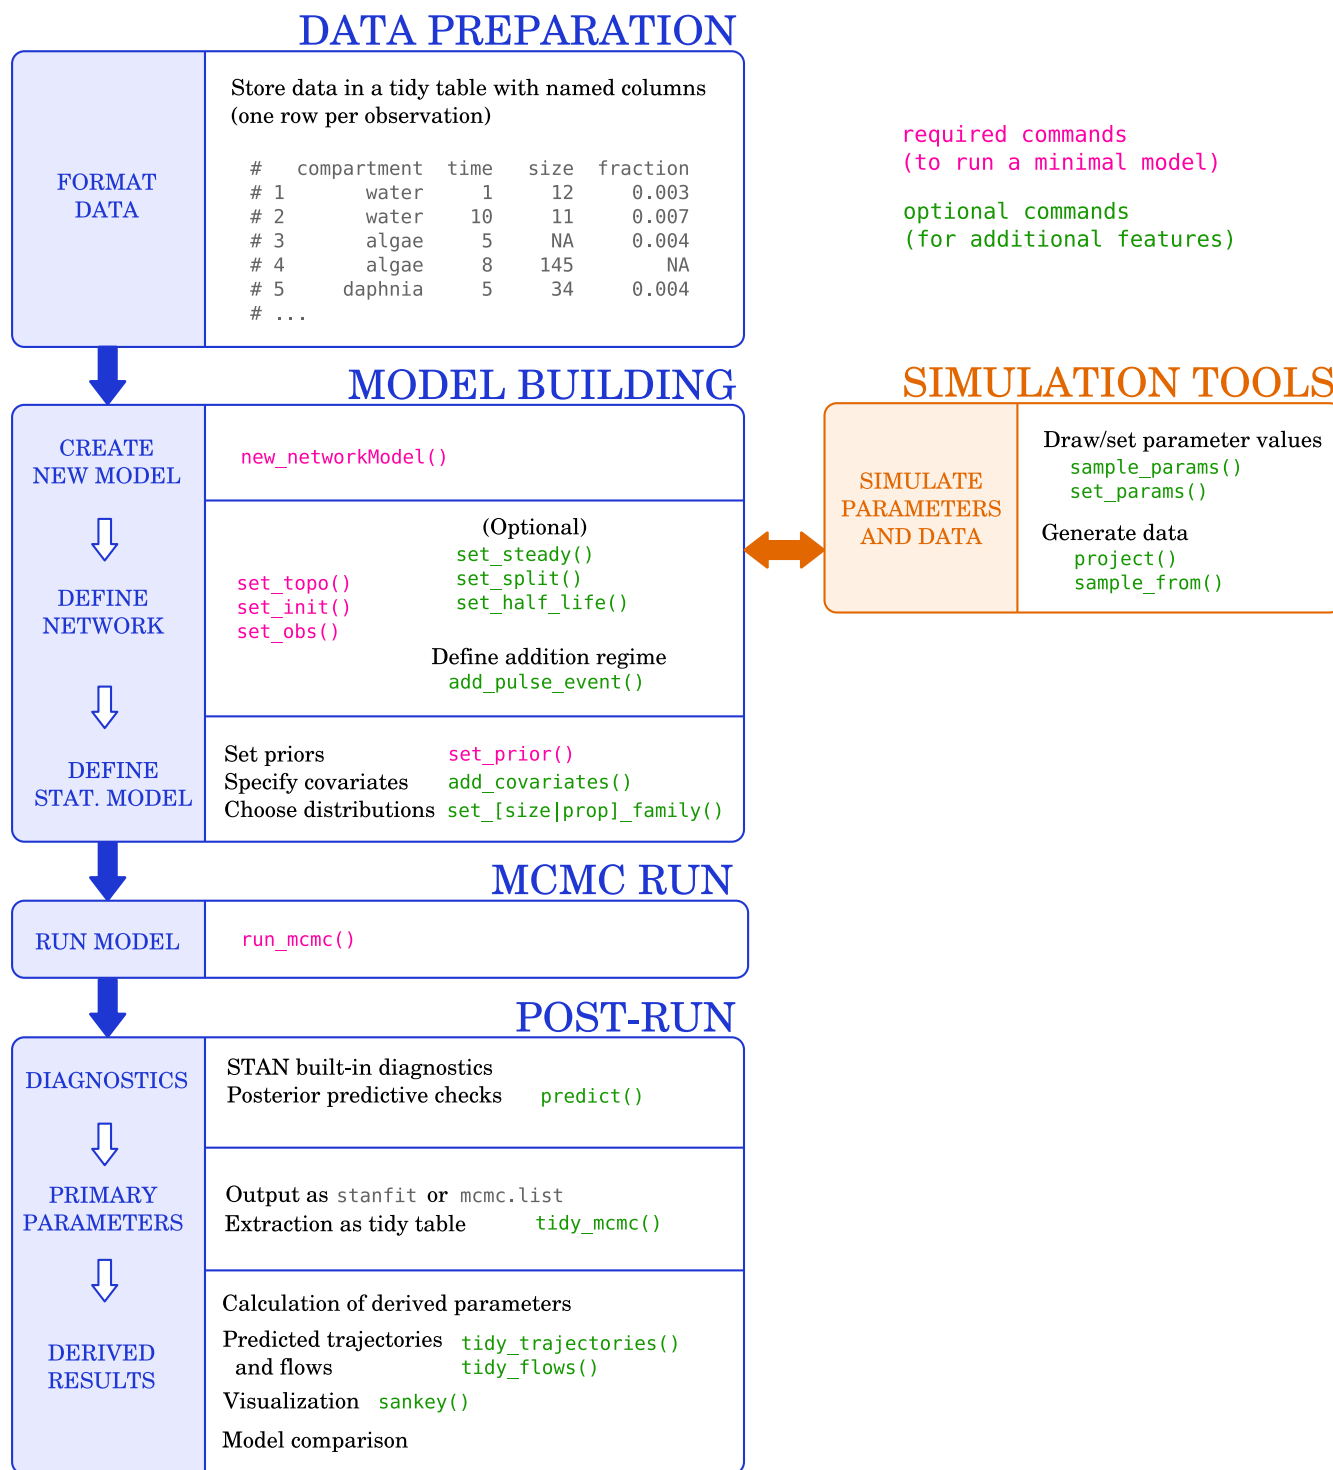 DATA PREPARATION
FORMAT
DATA
Store data in a tidy table with named columns
(one row per observation)
#   compartment  time   size  fraction
# 1       water     1     12     0.003
# 2       water    10     11     0.007
# 3       algae     5     NA     0.004
# 4       algae     8    145        NA
# 5     daphnia     5     34     0.004
# ...
required commands
(to run a minimal model)
optional commands
(for additional features)
MODEL BUILDING
CREATE
NEW MODEL
new_networkModel()
DEFINE
NETWORK
set_topo()
set_init()
set_obs()
(Optional)
set_steady()
set_split()
set_half_life()
Define addition regime
add_pulse_event()
DEFINE
STAT. MODEL
Set priors set_prior()
Specify covariates add_covariates()
Choose distributions set_[size|prop]_family()
SIMULATION TOOLS
SIMULATE
PARAMETERS
AND DATA
Draw/set parameter values
sample_params()
set_params()
Generate data
project()
sample_from()
MCMC RUN
RUN MODEL
run_mcmc()
POST-RUN
DIAGNOSTICS
STAN built-in diagnostics
Posterior predictive checks predict()
PRIMARY
PARAMETERS
Output as stanfit or mcmc.list
Extraction as tidy table tidy_mcmc()
DERIVED
RESULTS
Calculation of derived parameters
Predicted trajectories tidy_trajectories()
and flows tidy_flows()
Visualization sankey()
Model comparison